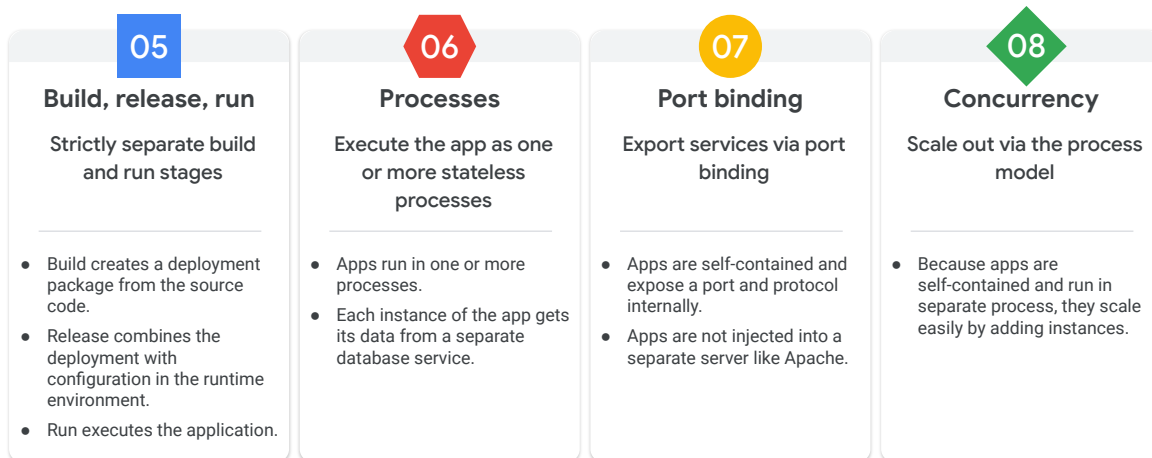 05
Build, release, run
Strictly separate build
and run stages
● Build creates a deployment
package from the source
code.
● Release combines the
deployment with
configuration in the runtime
environment.
● Run executes the application.
06
Processes
Execute the app as one
or more stateless
processes
● Apps run in one or more
processes.
● Each instance of the app gets
its data from a separate
database service.
07
Port binding
Export services via port
binding
● Apps are self-contained and
expose a port and protocol
internally.
● Apps are not injected into a
separate server like Apache.
08
Concurrency
Scale out via the process
model
● Because apps are
self-contained and run in
separate process, they scale
easily by adding instances.